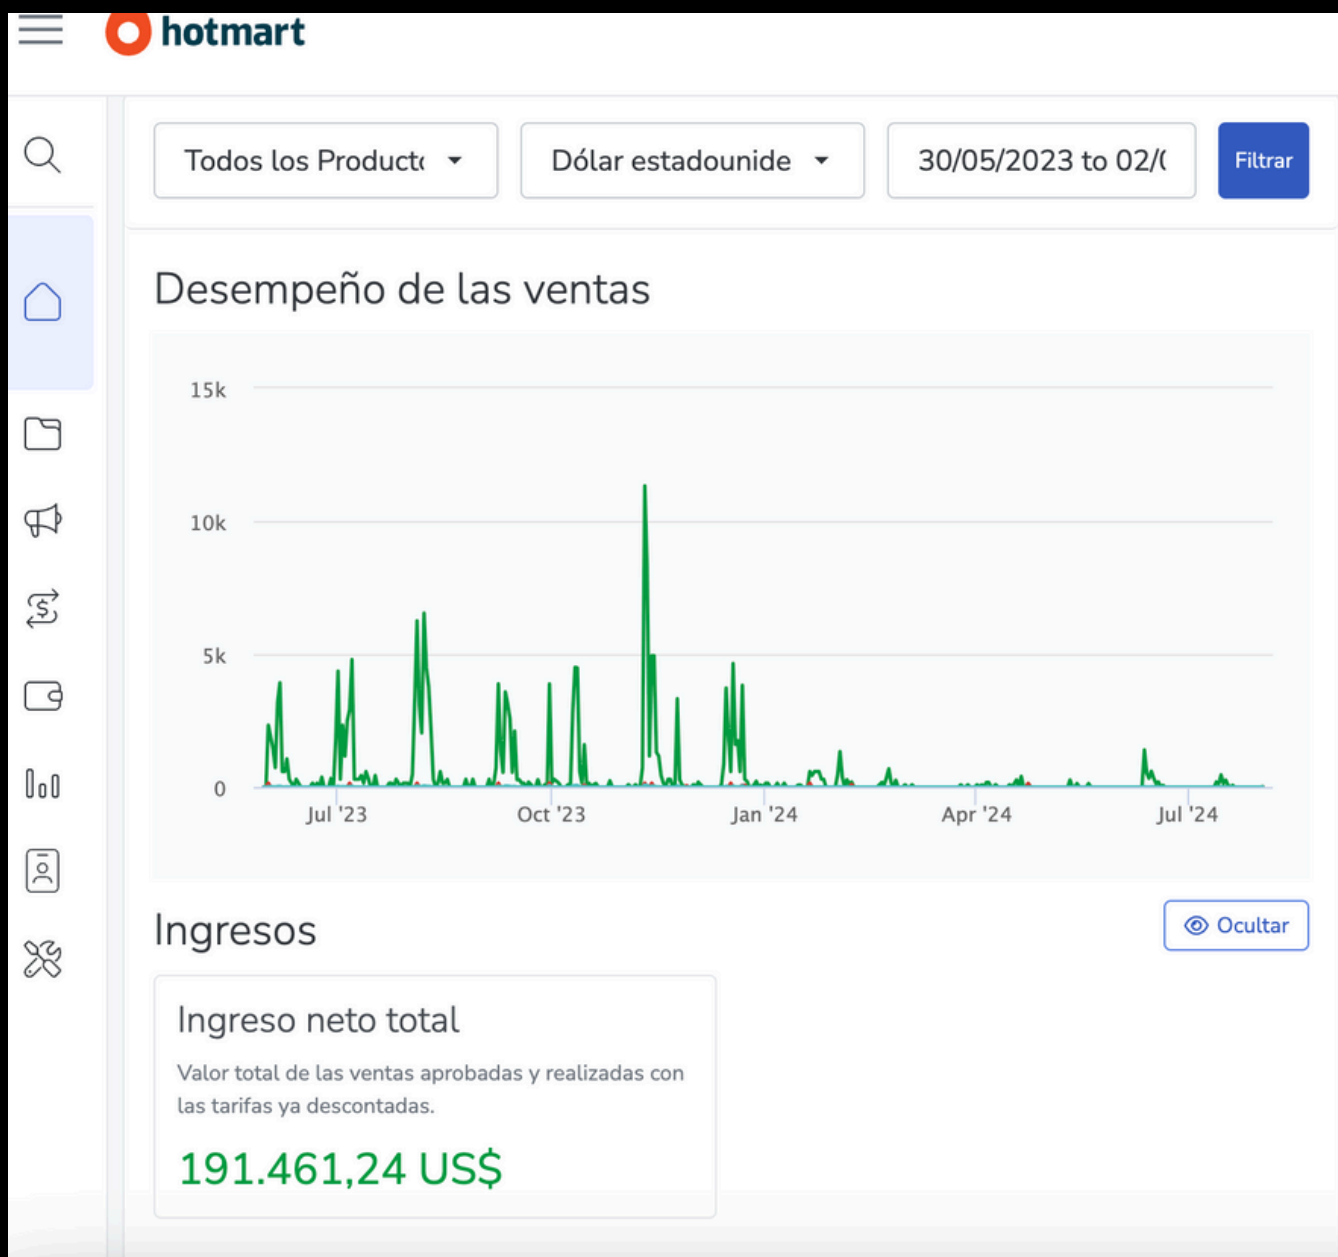 hotmart
Todos los Producto
Dólar estadounide
30/05/2023 to 02/0
Filtrar
Desempeño de las ventas
15k
10k
5k
0
Jul '23
Oct '23
Jan '24
Apr '24
Jul '24
Ingresos
Ocultar
Ingreso neto total
Valor total de las ventas aprobadas y realizadas con
las tarifas ya descontadas.
191.461,24 US$